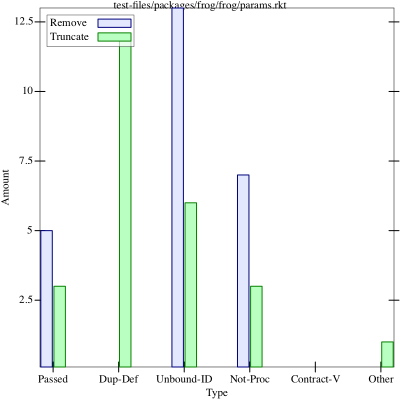 test-files/packages/frog/frog/params.rkt
Remove
Truncate
12.5
10
7.5
5
2.5
Amount
Passed Dup-Def Unbound-ID Not-Proc Contract-V Other
Type